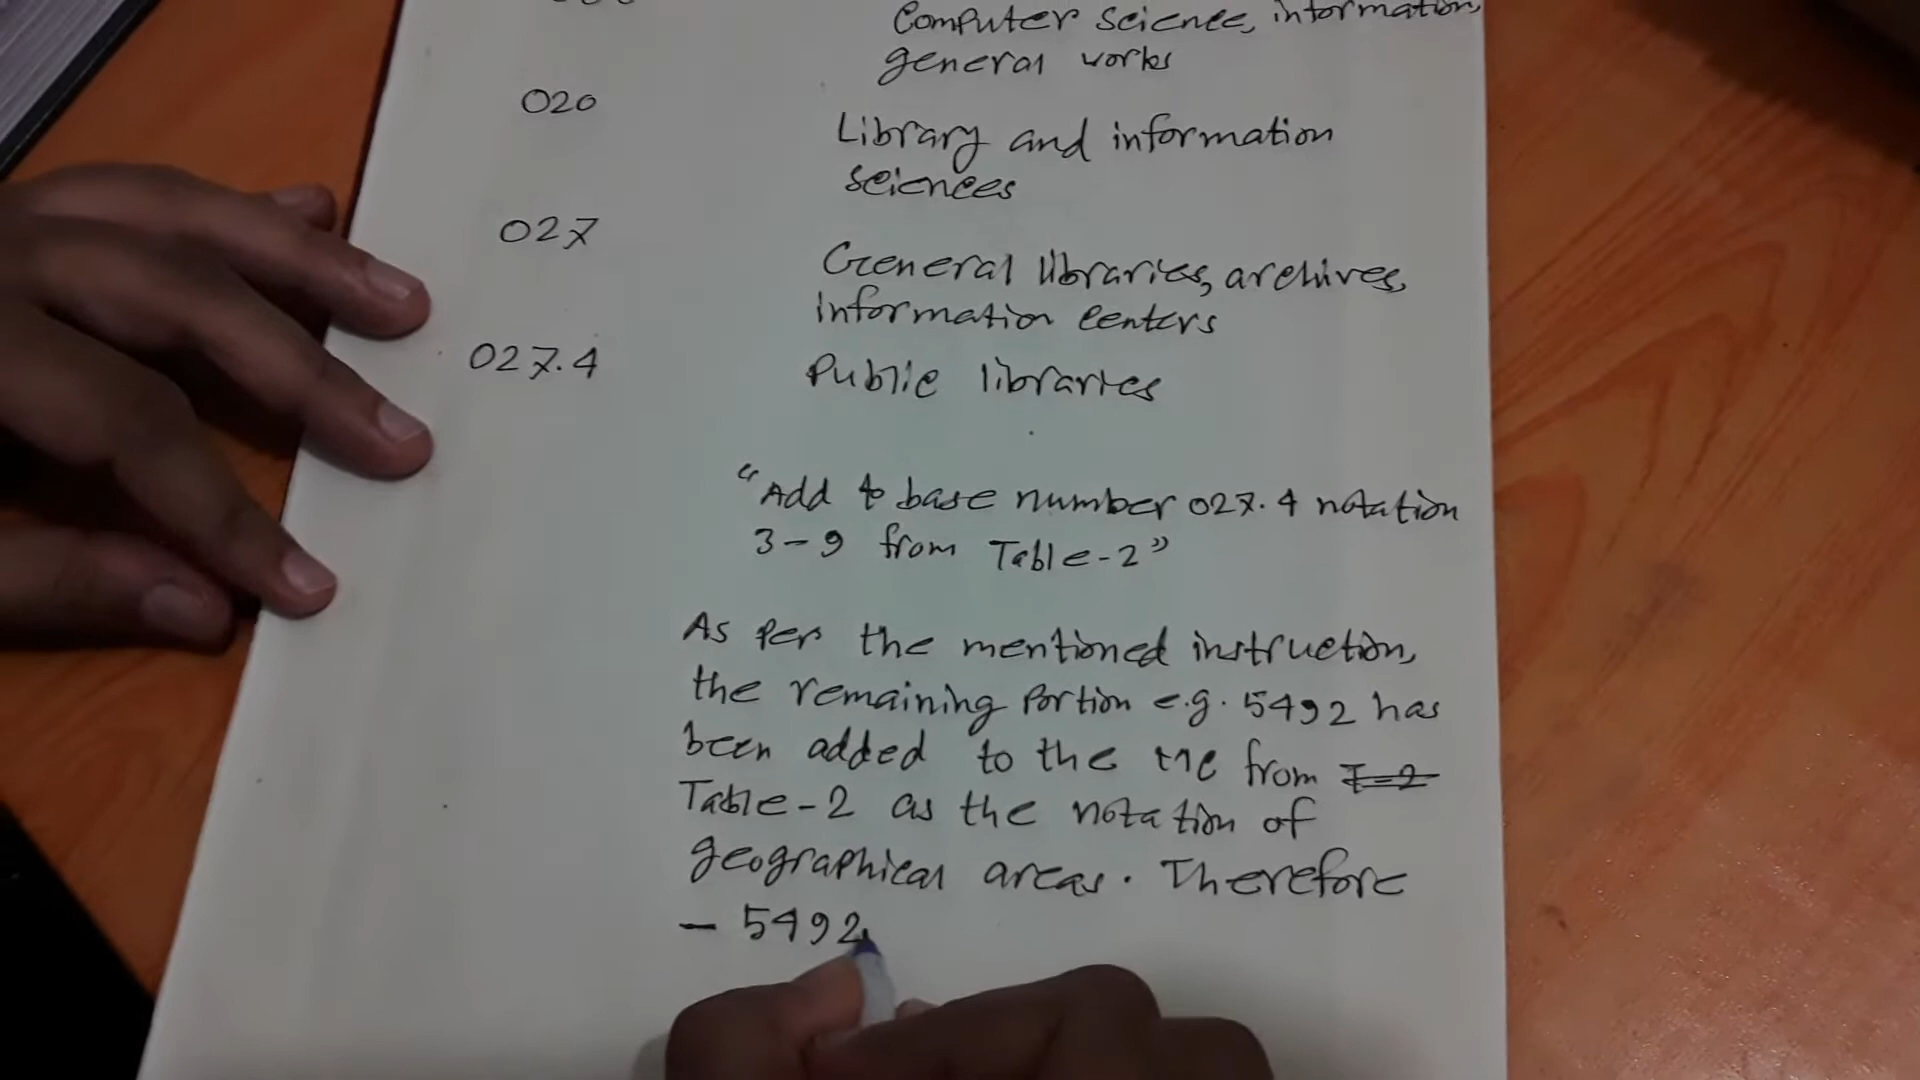 Computer science, information,
general works
020
Library and information
sciences
027
General libraries, archives,
information centers
027.4
Public libraries
"Add to base number 027.4 notation
3-9 from Table-2"
As per the mentioned instruction,
the remaining portion e.g. 5492 has
been added to the from T-2
Table-2 as the notation of
geographical areas. Therefore
- 5492